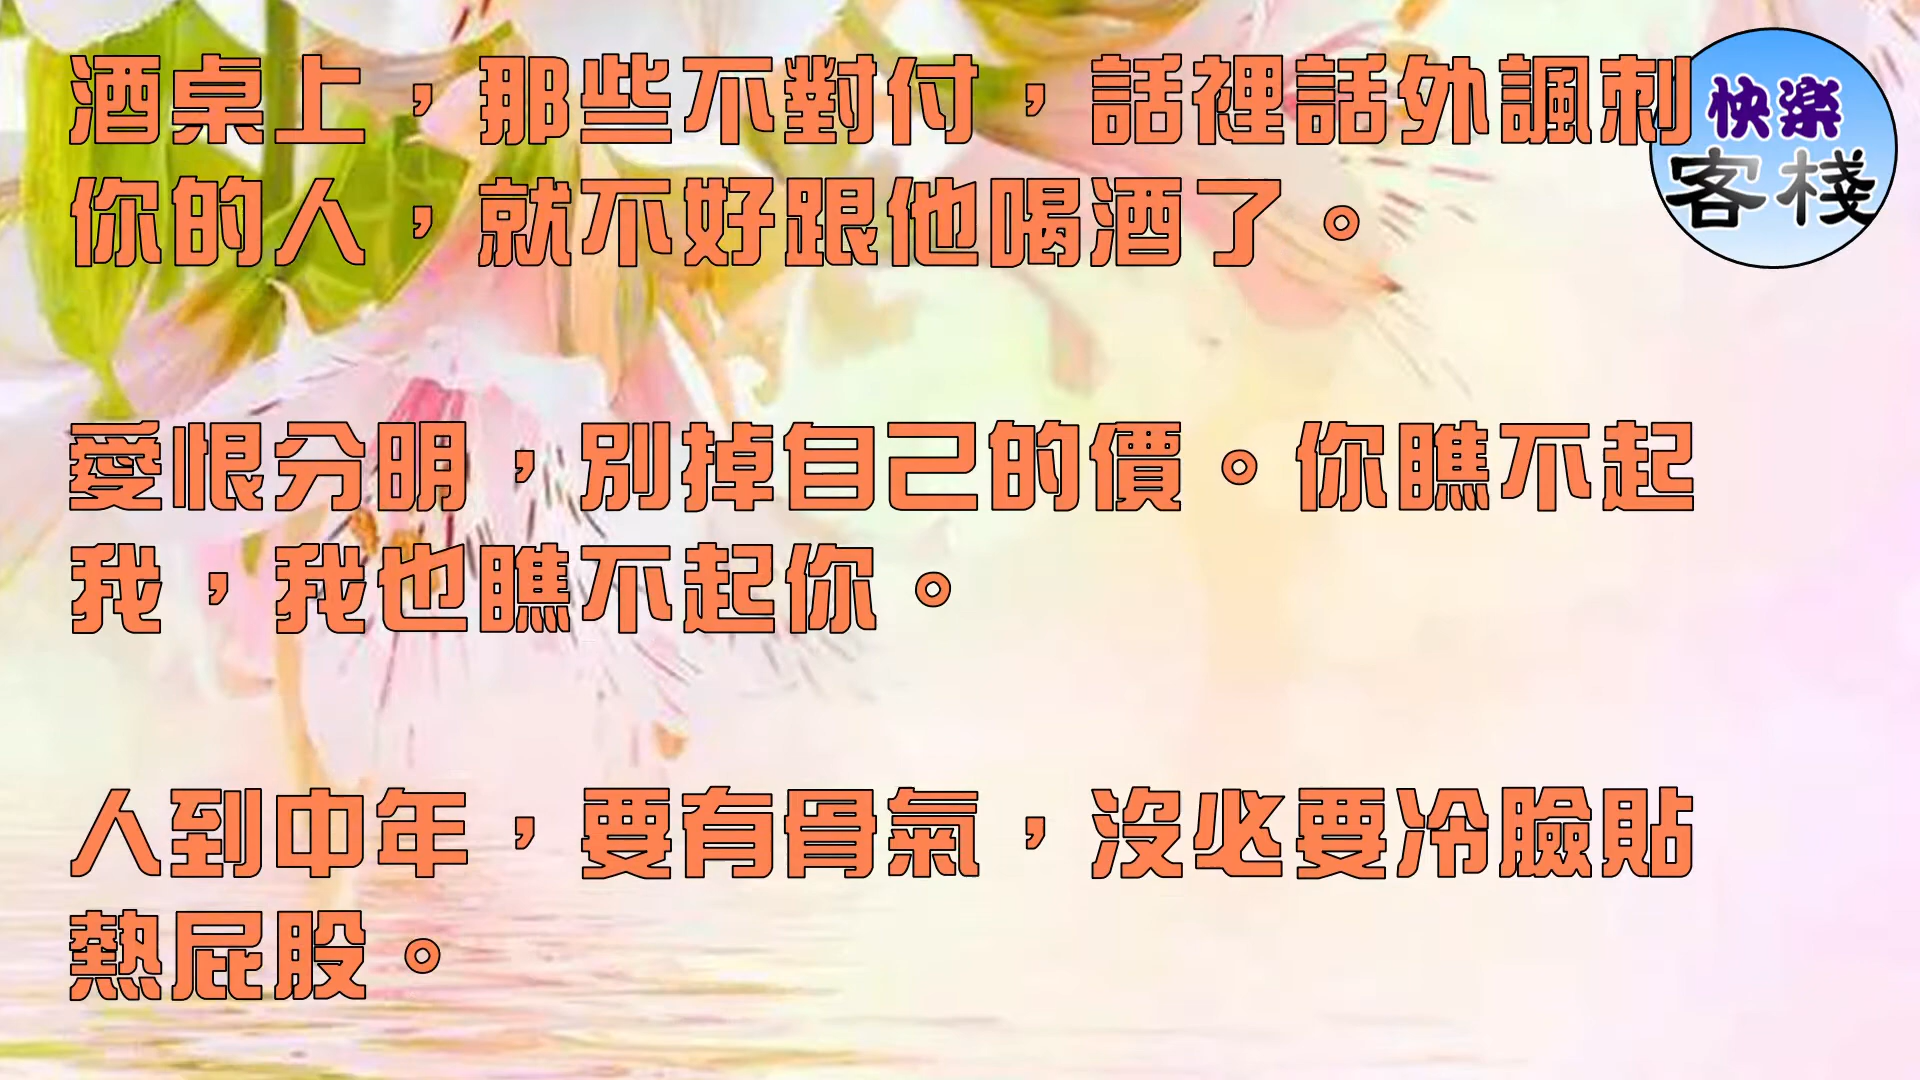 酒桌上，那些不對付，話裡話外諷刺
你的人，就不好跟他喝酒了。
愛恨分明，別掉自己的價。你瞧不起
我，我也瞧不起你。
人到中年，要有骨氣，沒必要冷臉貼
熱屁股。
快樂
客棧